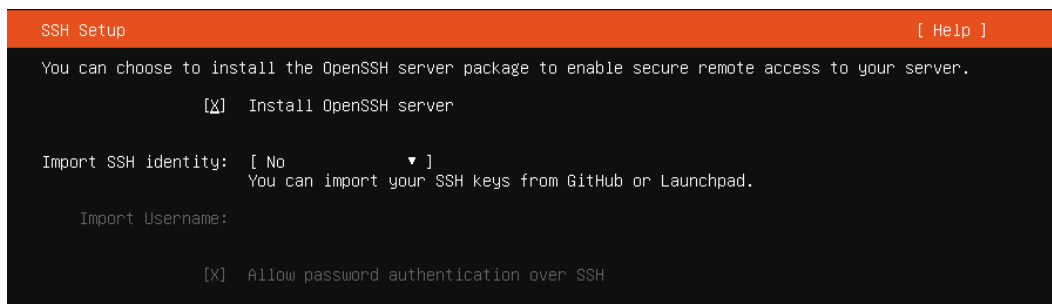 SSH Setup [ Help ]
You can choose to install the OpenSSH server package to enable secure remote access to your server.
[X] Install OpenSSH server
Import SSH identity: [ No ▾ ]
You can import your SSH keys from GitHub or Launchpad.
Import Username:
[X] Allow password authentication over SSH